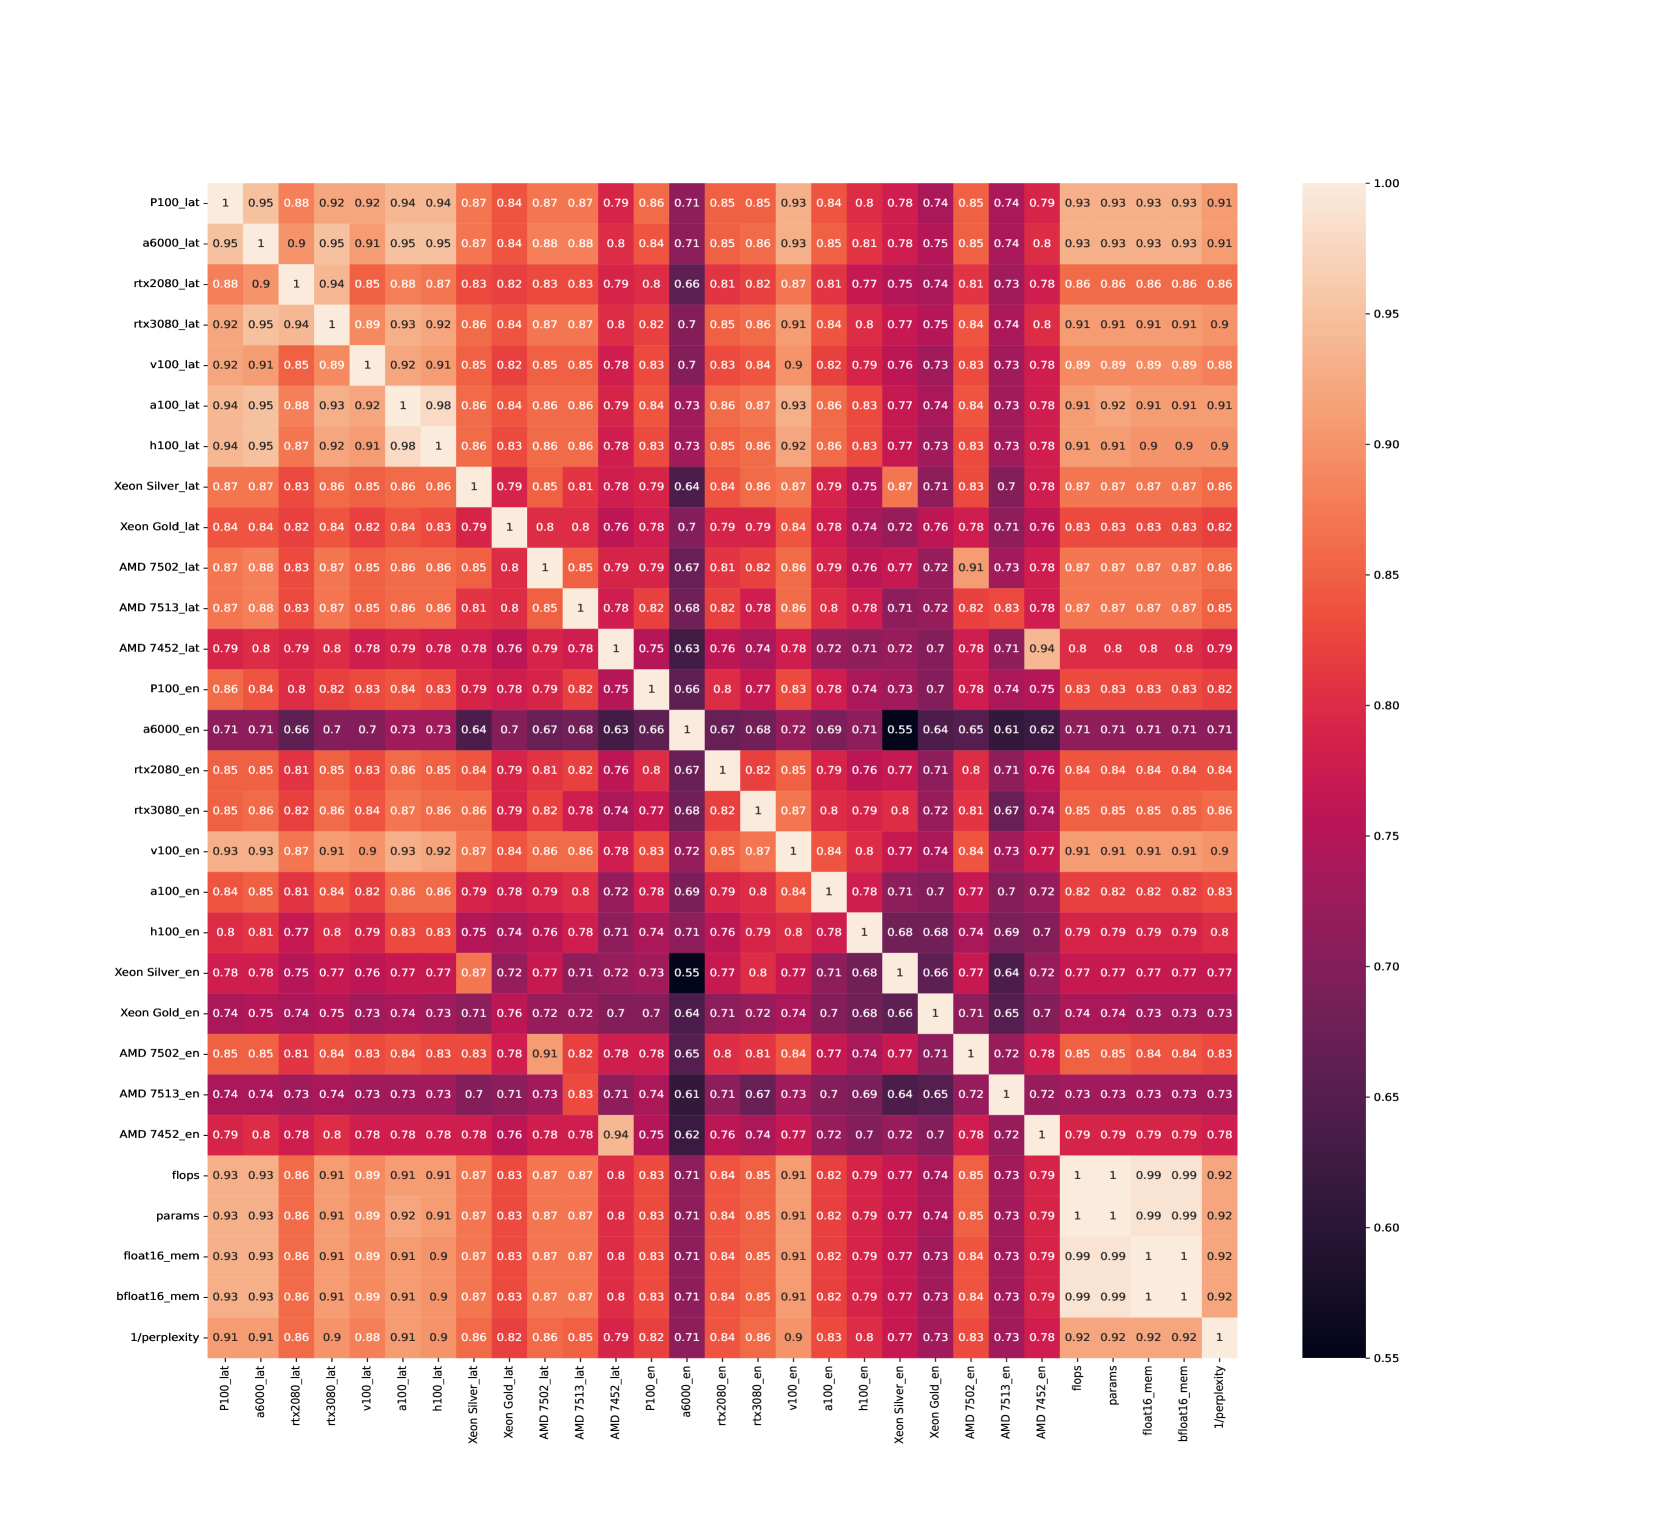 P100_lat 1 0.95 0.88 0.92 0.92 0.94 0.94 0.87 0.84 0.87 0.87 0.79 0.86 0.71 0.85 0.85 0.93 0.84 0.8 0.78 0.74 0.85 0.74 0.79 0.93 0.93 0.93 0.93 0.91 1.00
a6000_lat 0.95 1 0.9 0.95 0.91 0.95 0.95 0.87 0.84 0.88 0.88 0.8 0.84 0.71 0.85 0.86 0.93 0.85 0.81 0.78 0.75 0.85 0.74 0.8 0.93 0.93 0.93 0.93 0.91
rtx2080_lat 0.88 0.9 1 0.94 0.85 0.88 0.87 0.83 0.82 0.83 0.83 0.79 0.8 0.66 0.81 0.82 0.87 0.81 0.77 0.75 0.74 0.81 0.73 0.78 0.86 0.86 0.86 0.86 0.86
rtx3080_lat 0.92 0.95 0.94 1 0.89 0.93 0.92 0.86 0.84 0.87 0.87 0.8 0.82 0.7 0.85 0.86 0.91 0.84 0.8 0.77 0.75 0.84 0.74 0.8 0.91 0.91 0.91 0.91 0.9 0.95
v100_lat 0.92 0.91 0.85 0.89 1 0.92 0.91 0.85 0.82 0.85 0.85 0.78 0.83 0.7 0.83 0.84 0.9 0.82 0.79 0.76 0.73 0.83 0.73 0.78 0.89 0.89 0.89 0.89 0.88
a100_lat 0.94 0.95 0.88 0.93 0.92 1 0.98 0.86 0.84 0.86 0.86 0.79 0.84 0.73 0.86 0.87 0.93 0.86 0.83 0.77 0.74 0.84 0.73 0.78 0.91 0.92 0.91 0.91 0.91
h100_lat 0.94 0.95 0.87 0.92 0.91 0.98 1 0.86 0.83 0.86 0.86 0.78 0.83 0.73 0.85 0.86 0.92 0.86 0.83 0.77 0.73 0.83 0.73 0.78 0.91 0.91 0.9 0.9 0.9 0.90
Xeon Silver_lat 0.87 0.87 0.83 0.86 0.85 0.86 0.86 1 0.79 0.85 0.81 0.78 0.79 0.64 0.84 0.86 0.87 0.79 0.75 0.87 0.71 0.83 0.7 0.78 0.87 0.87 0.87 0.87 0.86
Xeon Gold_lat 0.84 0.84 0.82 0.84 0.82 0.84 0.83 0.79 1 0.8 0.8 0.76 0.78 0.7 0.79 0.79 0.84 0.78 0.74 0.72 0.76 0.78 0.71 0.76 0.83 0.83 0.83 0.83 0.82
AMD 7502_lat 0.87 0.88 0.83 0.87 0.85 0.86 0.86 0.85 0.8 1 0.85 0.79 0.79 0.67 0.81 0.82 0.86 0.79 0.76 0.77 0.72 0.91 0.73 0.78 0.87 0.87 0.87 0.87 0.86 0.85
AMD 7513_lat 0.87 0.88 0.83 0.87 0.85 0.86 0.86 0.81 0.8 0.85 1 0.78 0.82 0.68 0.82 0.78 0.86 0.8 0.78 0.71 0.72 0.82 0.83 0.78 0.87 0.87 0.87 0.87 0.85
AMD 7452_lat 0.79 0.8 0.79 0.8 0.78 0.79 0.78 0.78 0.76 0.79 0.78 1 0.75 0.63 0.76 0.74 0.78 0.72 0.71 0.72 0.7 0.78 0.71 0.94 0.8 0.8 0.8 0.8 0.79
P100_en 0.86 0.84 0.8 0.82 0.83 0.84 0.83 0.79 0.78 0.79 0.82 0.75 1 0.66 0.8 0.77 0.83 0.78 0.74 0.73 0.7 0.78 0.74 0.75 0.83 0.83 0.83 0.83 0.82 0.80
a6000_en 0.71 0.71 0.66 0.7 0.7 0.73 0.73 0.64 0.7 0.67 0.68 0.63 0.66 1 0.67 0.68 0.72 0.69 0.71 0.55 0.64 0.65 0.61 0.62 0.71 0.71 0.71 0.71 0.71
rtx2080_en 0.85 0.85 0.81 0.85 0.83 0.86 0.85 0.84 0.79 0.81 0.82 0.76 0.8 0.67 1 0.82 0.85 0.79 0.76 0.77 0.71 0.8 0.71 0.76 0.84 0.84 0.84 0.84 0.84
rtx3080_en 0.85 0.86 0.82 0.86 0.84 0.87 0.86 0.86 0.79 0.82 0.78 0.74 0.77 0.68 0.82 1 0.87 0.8 0.79 0.8 0.72 0.81 0.67 0.74 0.85 0.85 0.85 0.85 0.86
v100_en 0.93 0.93 0.87 0.91 0.9 0.93 0.92 0.87 0.84 0.86 0.86 0.78 0.83 0.72 0.85 0.87 1 0.84 0.8 0.77 0.74 0.84 0.73 0.77 0.91 0.91 0.91 0.91 0.9 0.75
a100_en 0.84 0.85 0.81 0.84 0.82 0.86 0.86 0.79 0.78 0.79 0.8 0.72 0.78 0.69 0.79 0.8 0.84 1 0.78 0.71 0.7 0.77 0.7 0.72 0.82 0.82 0.82 0.82 0.83
h100_en 0.8 0.81 0.77 0.8 0.79 0.83 0.83 0.75 0.74 0.76 0.78 0.71 0.74 0.71 0.76 0.79 0.8 0.78 1 0.68 0.68 0.74 0.69 0.7 0.79 0.79 0.79 0.79 0.8
Xeon Silver_en 0.78 0.78 0.75 0.77 0.76 0.77 0.77 0.87 0.72 0.77 0.71 0.72 0.73 0.55 0.77 0.8 0.77 0.71 0.68 1 0.66 0.77 0.64 0.72 0.77 0.77 0.77 0.77 0.77 0.70
Xeon Gold_en 0.74 0.75 0.74 0.75 0.73 0.74 0.73 0.71 0.76 0.72 0.72 0.7 0.7 0.64 0.71 0.72 0.74 0.7 0.68 0.66 1 0.71 0.65 0.7 0.74 0.74 0.73 0.73 0.73
AMD 7502_en 0.85 0.85 0.81 0.84 0.83 0.84 0.83 0.83 0.78 0.91 0.82 0.78 0.78 0.65 0.8 0.81 0.84 0.77 0.74 0.77 0.71 1 0.72 0.78 0.85 0.85 0.84 0.84 0.83
AMD 7513_en 0.74 0.74 0.73 0.74 0.73 0.73 0.73 0.7 0.71 0.73 0.83 0.71 0.74 0.61 0.71 0.67 0.73 0.7 0.69 0.64 0.65 0.72 1 0.72 0.73 0.73 0.73 0.73 0.73 0.65
AMD 7452_en 0.79 0.8 0.78 0.8 0.78 0.78 0.78 0.78 0.76 0.78 0.78 0.94 0.75 0.62 0.76 0.74 0.77 0.72 0.7 0.72 0.7 0.78 0.72 1 0.79 0.79 0.79 0.79 0.78
flops 0.93 0.93 0.86 0.91 0.89 0.91 0.91 0.87 0.83 0.87 0.87 0.8 0.83 0.71 0.84 0.85 0.91 0.82 0.79 0.77 0.74 0.85 0.73 0.79 1 1 0.99 0.99 0.92
params 0.93 0.93 0.86 0.91 0.89 0.92 0.91 0.87 0.83 0.87 0.87 0.8 0.83 0.71 0.84 0.85 0.91 0.82 0.79 0.77 0.74 0.85 0.73 0.79 1 1 0.99 0.99 0.92 0.60
float16_mem 0.93 0.93 0.86 0.91 0.89 0.91 0.9 0.87 0.83 0.87 0.87 0.8 0.83 0.71 0.84 0.85 0.91 0.82 0.79 0.77 0.73 0.84 0.73 0.79 0.99 0.99 1 1 0.92
bfloat16_mem 0.93 0.93 0.86 0.91 0.89 0.91 0.9 0.87 0.83 0.87 0.87 0.8 0.83 0.71 0.84 0.85 0.91 0.82 0.79 0.77 0.73 0.84 0.73 0.79 0.99 0.99 1 1 0.92
1/perplexity 0.91 0.91 0.86 0.9 0.88 0.91 0.9 0.86 0.82 0.86 0.85 0.79 0.82 0.71 0.84 0.86 0.9 0.83 0.8 0.77 0.73 0.83 0.73 0.78 0.92 0.92 0.92 0.92 1 0.55
P100_lat
a6000_lat
rtx2080_lat
rtx3080_lat
v100_lat
a100_lat
h100_lat
Xeon Silver_lat
Xeon Gold_lat
AMD 7502_lat
AMD 7513_lat
AMD 7452_lat
P100_en
a6000_en
rtx2080_en
rtx3080_en
v100_en
a100_en
h100_en
Xeon Silver_en
Xeon Gold_en
AMD 7502_en
AMD 7513_en
AMD 7452_en
flops
params
float16_mem
bfloat16_mem
1/perplexity